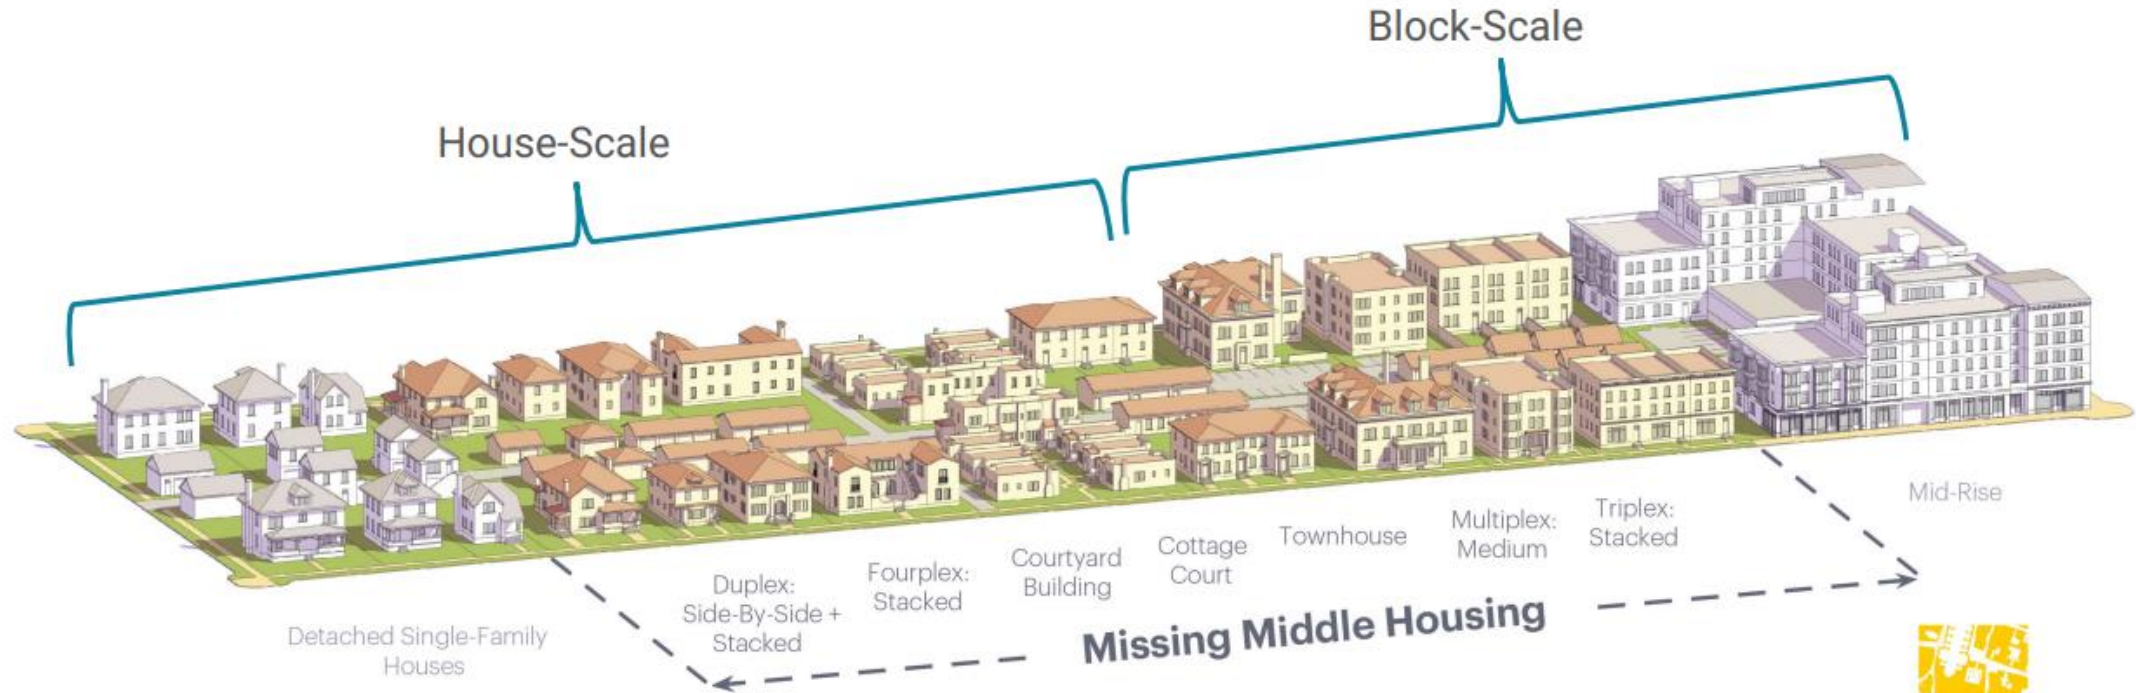 Block-Scale
House-Scale
Detached Single-Family
Houses
Duplex:
Side-By-Side +
Stacked
Fourplex:
Stacked
Courtyard
Building
Cottage
Court
Townhouse
Multiplex:
Medium
Triplex:
Stacked
Mid-Rise
Missing Middle Housing